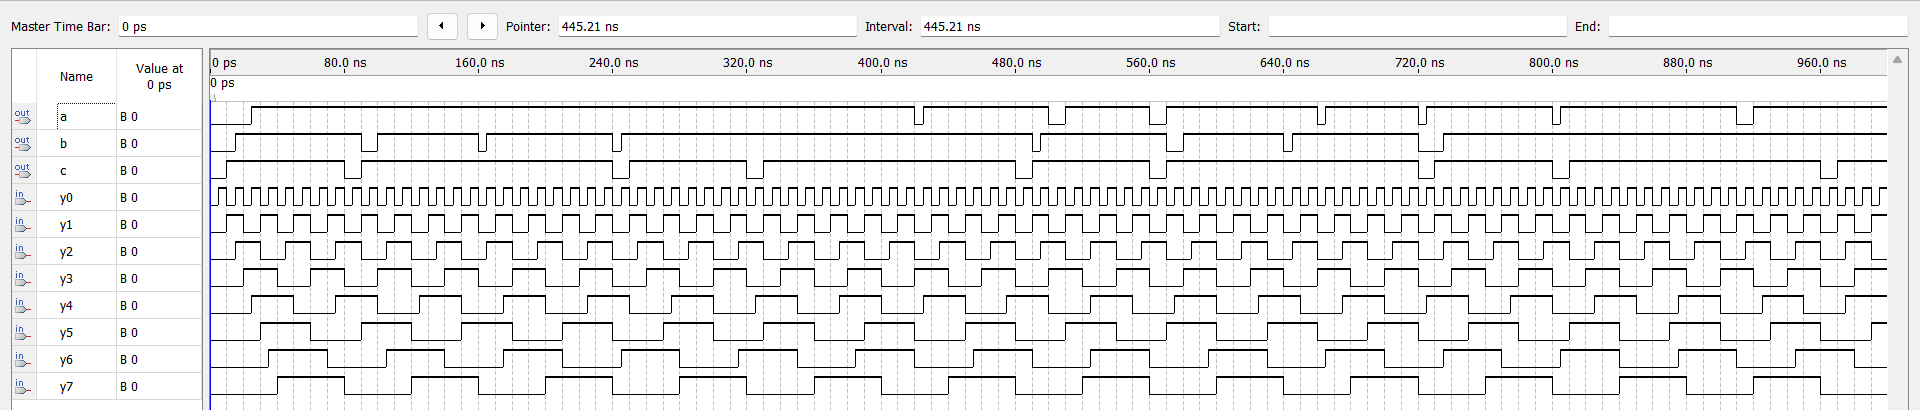 Master Time Bar: 0 ps Pointer: 445.21 ns Interval: 445.21 ns Start: End:
Name Value at 0 ps 0 ps 80.0 ns 160.0 ns 240.0 ns 320.0 ns 400.0 ns 480.0 ns 560.0 ns 640.0 ns 720.0 ns 800.0 ns 880.0 ns 960.0 ns
0 ps
out a B 0
out b B 0
out c B 0
in y0 B 0
in y1 B 0
in y2 B 0
in y3 B 0
in y4 B 0
in y5 B 0
in y6 B 0
in y7 B 0